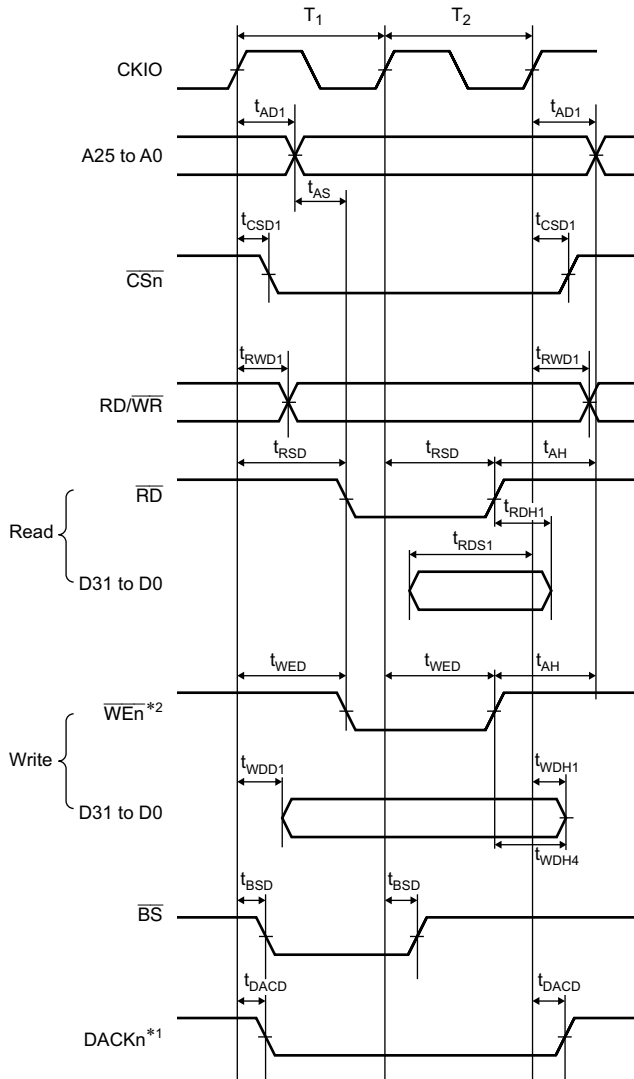 T1 T2
CKIO
tAD1 tAD1
A25 to A0
tAS
tCSD1 tCSD1
CSn
tRWD1 tRWD1
RD/WR
tRSD tRSD tAH
RD
tRDH1
Read
tRDS1
D31 to D0
tWED tWED tAH
WEn*2
Write
tWDD1 tWDH1
D31 to D0
tWDH4
tBSD tBSD
BS
tDACD tDACD
DACKn*1